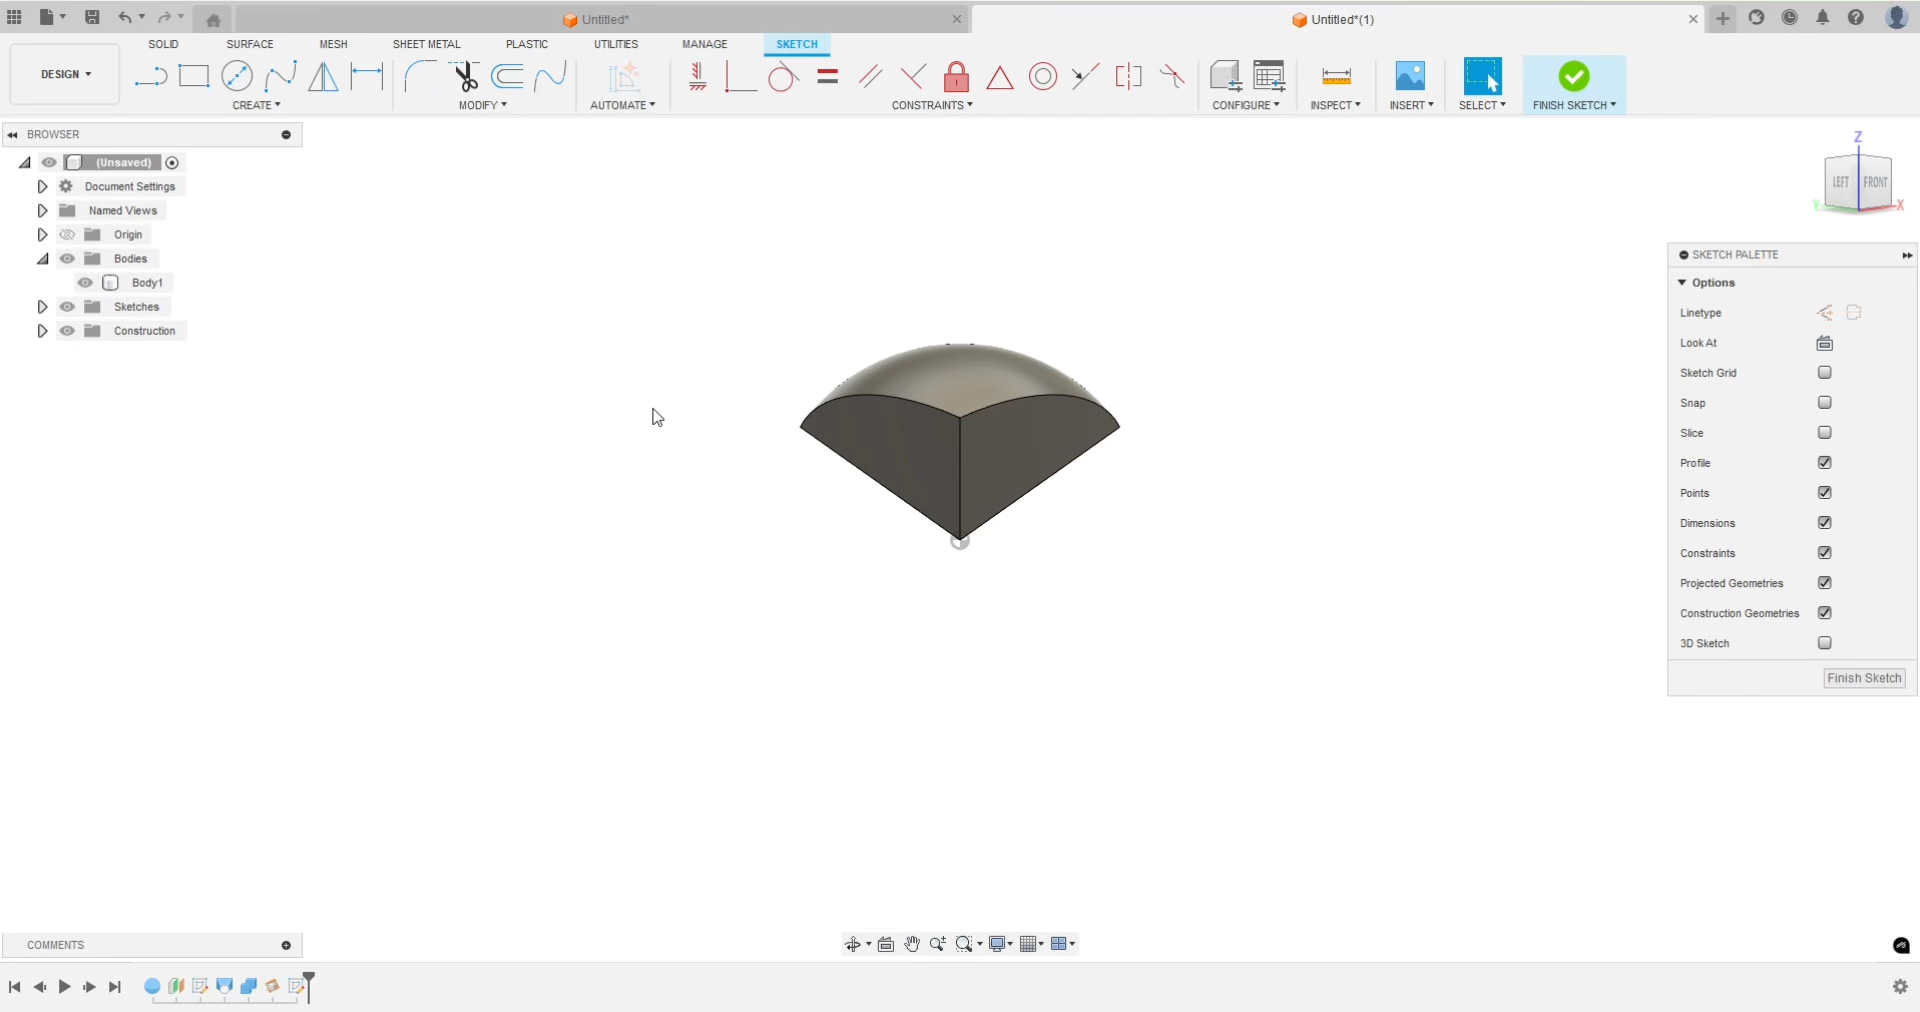 Untitled*
Untitled*(1)
SOLID
SURFACE
MESH
SHEET METAL
PLASTIC
UTILITIES
MANAGE
SKETCH
DESIGN
CREATE
MODIFY
AUTOMATE
CONSTRAINTS
CONFIGURE
INSPECT
INSERT
SELECT
FINISH SKETCH
BROWSER
(Unsaved)
Document Settings
Named Views
Origin
Bodies
Body1
Sketches
Construction
Z
LEFT
FRONT
Y
X
SKETCH PALETTE
Options
Linetype
Look At
Sketch Grid
Snap
Slice
Profile
Points
Dimensions
Constraints
Projected Geometries
Construction Geometries
3D Sketch
Finish Sketch
COMMENTS